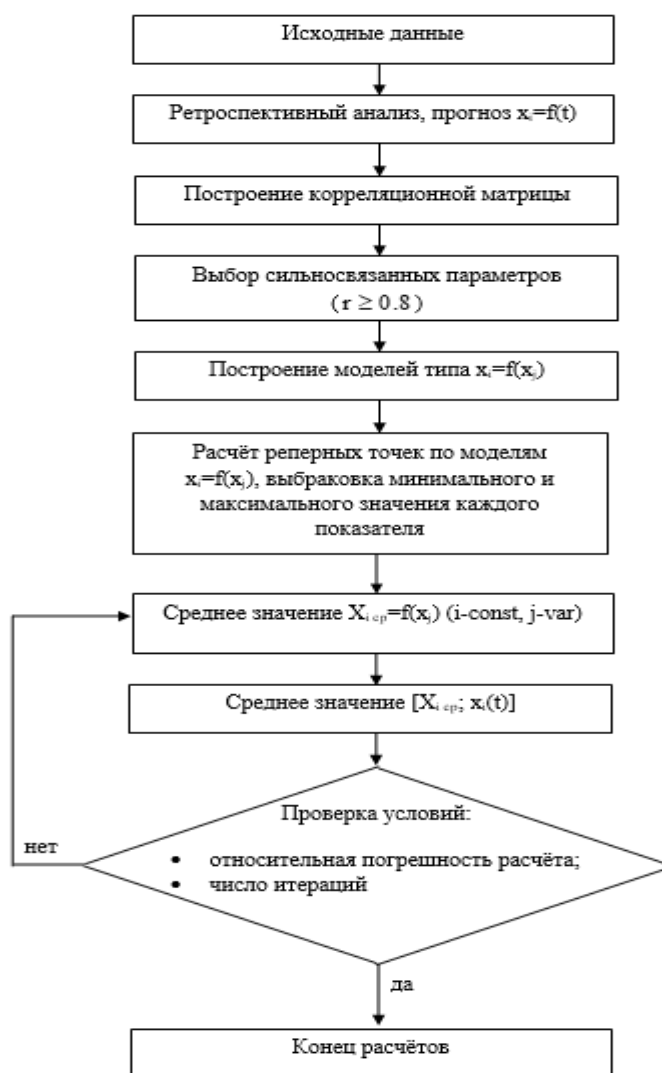 Исходные данные
Ретроспективный анализ, прогноз xᵢ=f(t)
Построение корреляционной матрицы
Выбор сильносвязанных параметров
( r ≥ 0.8 )
Построение моделей типа xᵢ=f(xⱼ)
Расчёт реперных точек по моделям
xᵢ=f(xⱼ), выбраковка минимального и
максимального значения каждого
показателя
Среднее значение Xᵢ ср=f(xⱼ) (i-const, j-var)
Среднее значение [Xᵢ ср; xᵢ(t)]
Проверка условий:
нет
• относительная погрешность расчёта;
• число итераций
да
Конец расчётов